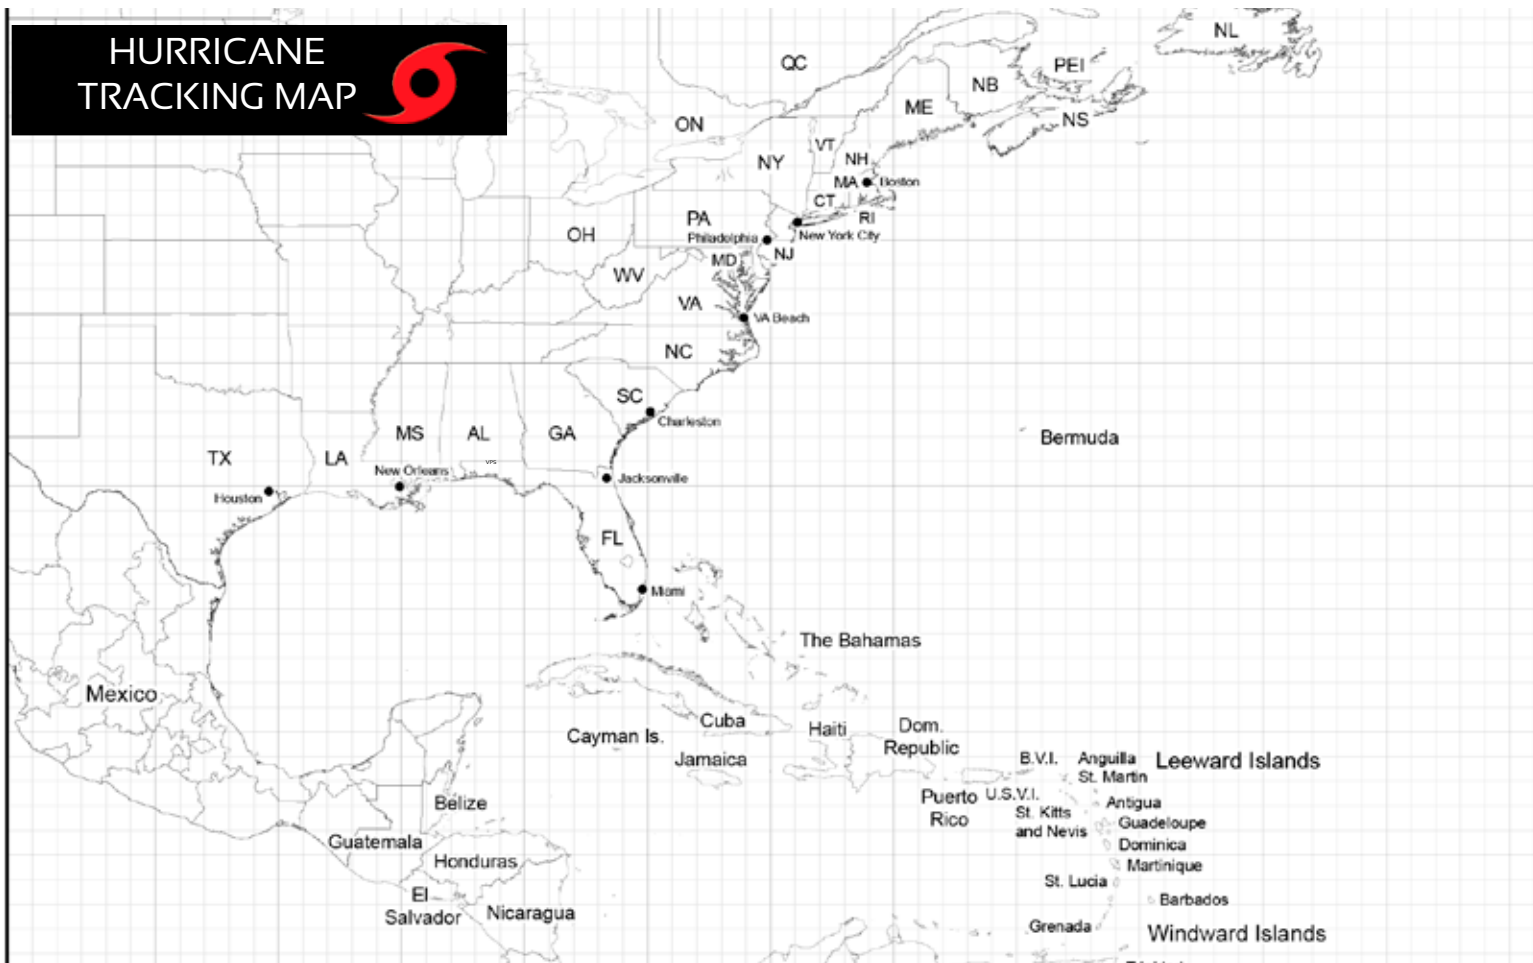 HURRICANE
TRACKING MAP
NL
QC
PEI
NB
ME
NS
ON
VT
NY
NH
MA
Boston
CT
RI
PA
OH
Philadelphia
New York City
NJ
MD
WV
VA
VA Beach
NC
SC
Charleston
MS
AL
GA
Bermuda
TX
LA
New Orleans
VPS
Jacksonville
Houston
FL
Miami
The Bahamas
Mexico
Cuba
Haiti
Dom.
Republic
Cayman Is.
Jamaica
B.V.I.
Anguilla
Leeward Islands
St. Martin
Puerto
Rico
U.S.V.I.
Antigua
St. Kitts
and Nevis
Guadeloupe
Belize
Guatemala
Dominica
Honduras
Martinique
St. Lucia
El
Salvador
Barbados
Nicaragua
Grenada
Windward Islands